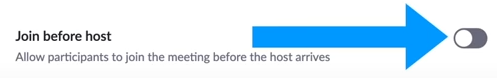 Join before host
Allow participants to join the meeting before the host arrives